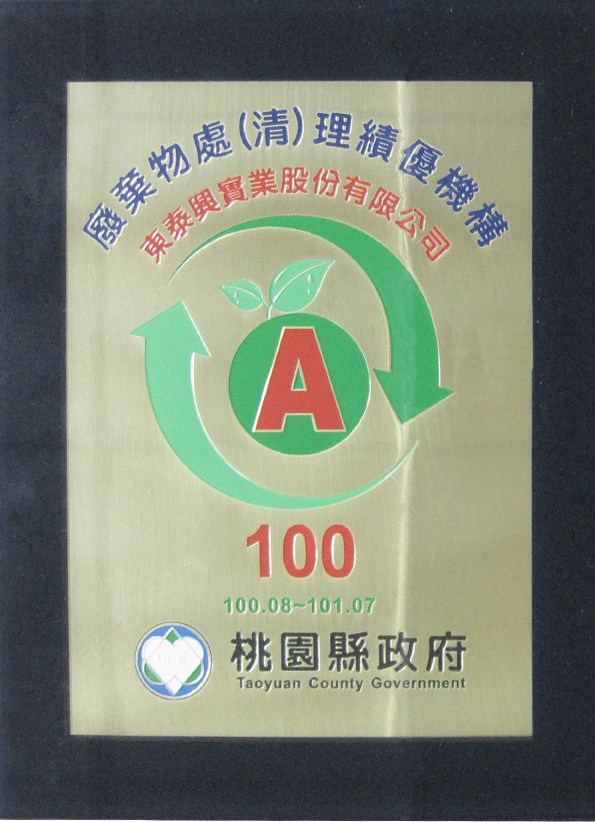 廢棄物處(清)理績優機構
東泰興實業股份有限公司
A
100
100.08~101.07
桃園縣政府
Taoyuan County Government